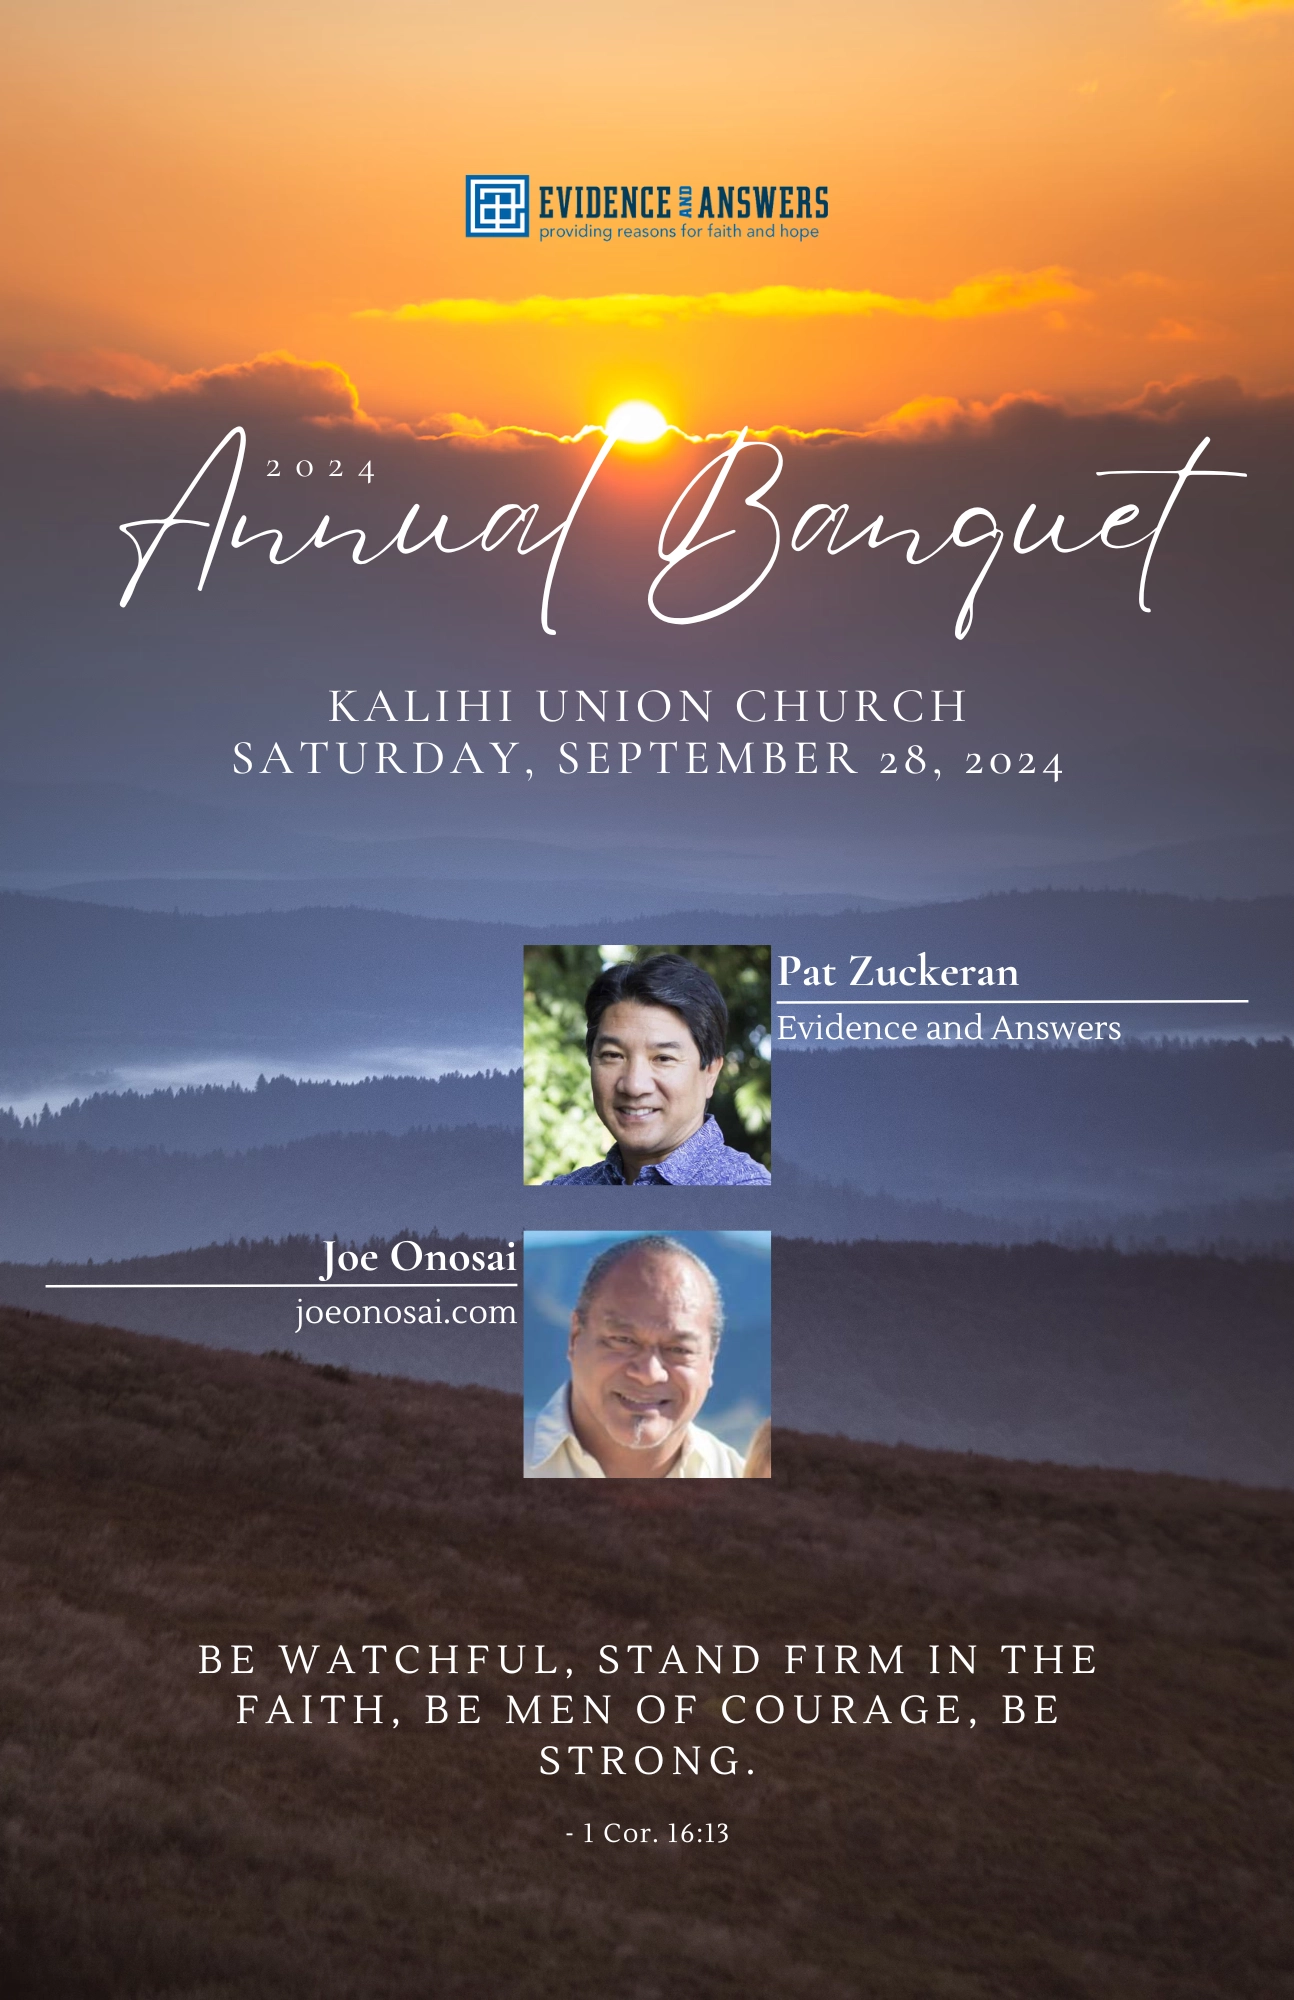 EVIDENCE AND ANSWERS
providing reasons for faith and hope
2024
Annual Banquet
KALIHI UNION CHURCH
SATURDAY, SEPTEMBER 28, 2024
Pat Zuckeran
Evidence and Answers
Joe Onosai
joeonosai.com
BE WATCHFUL, STAND FIRM IN THE
FAITH, BE MEN OF COURAGE, BE
STRONG.
- 1 Cor. 16:13